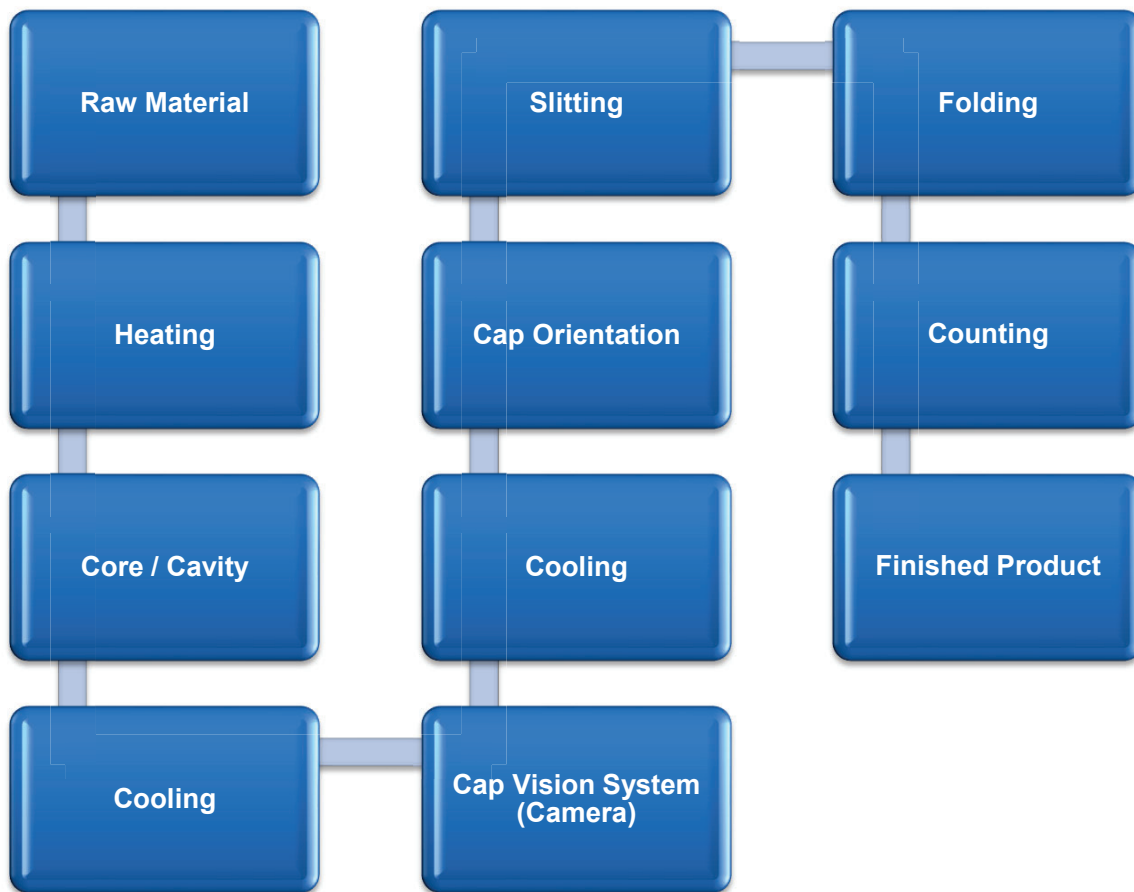 Raw Material
Heating
Core / Cavity
Cooling
Cap Vision System
(Camera)
Cooling
Cap Orientation
Slitting
Folding
Counting
Finished Product